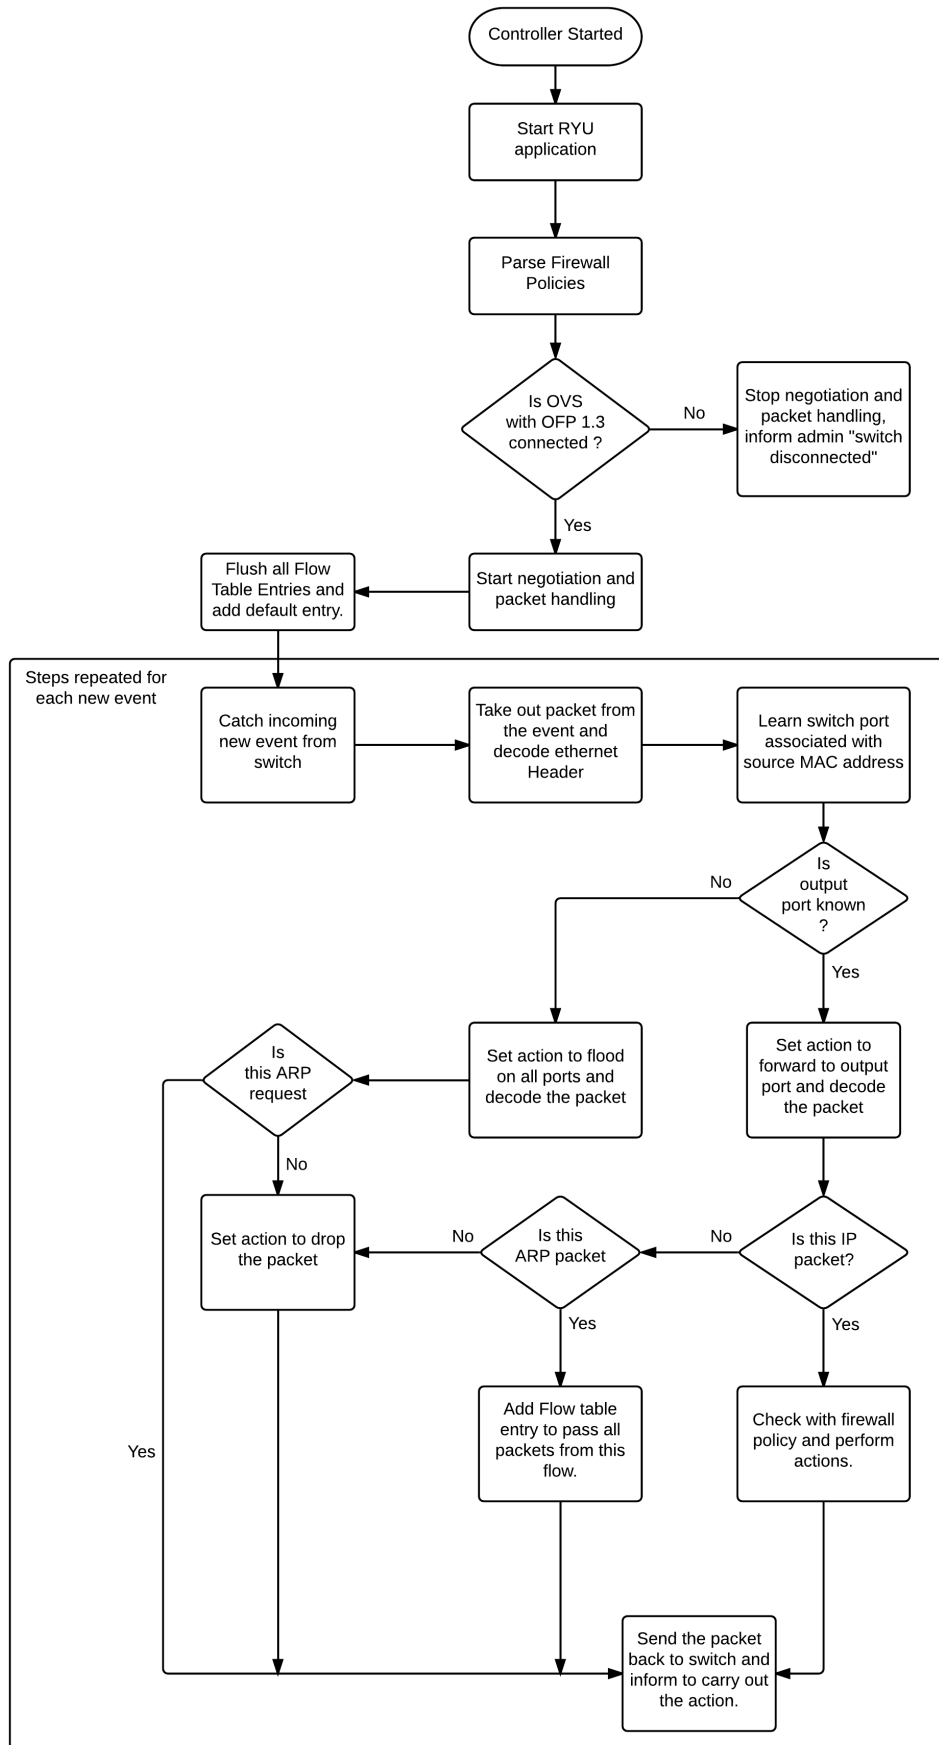 Controller Started
Start RYU
application
Parse Firewall
Policies
Is OVS
with OFP 1.3
connected ?
No
Stop negotiation and
packet handling,
inform admin "switch
disconnected"
Yes
Flush all Flow
Table Entries and
add default entry.
Start negotiation and
packet handling
Steps repeated for
each new event
Catch incoming
new event from
switch
Take out packet from
the event and
decode ethernet
Header
Learn switch port
associated with
source MAC address
Is
output
port known
?
No
Yes
Is
this ARP
request
Set action to flood
on all ports and
decode the packet
Set action to
forward to output
port and decode
the packet
No
Set action to drop
the packet
No
Is this
ARP packet
No
Is this IP
packet?
Yes
Yes
Yes
Add Flow table
entry to pass all
packets from this
flow.
Check with firewall
policy and perform
actions.
Send the packet
back to switch and
inform to carry out
the action.